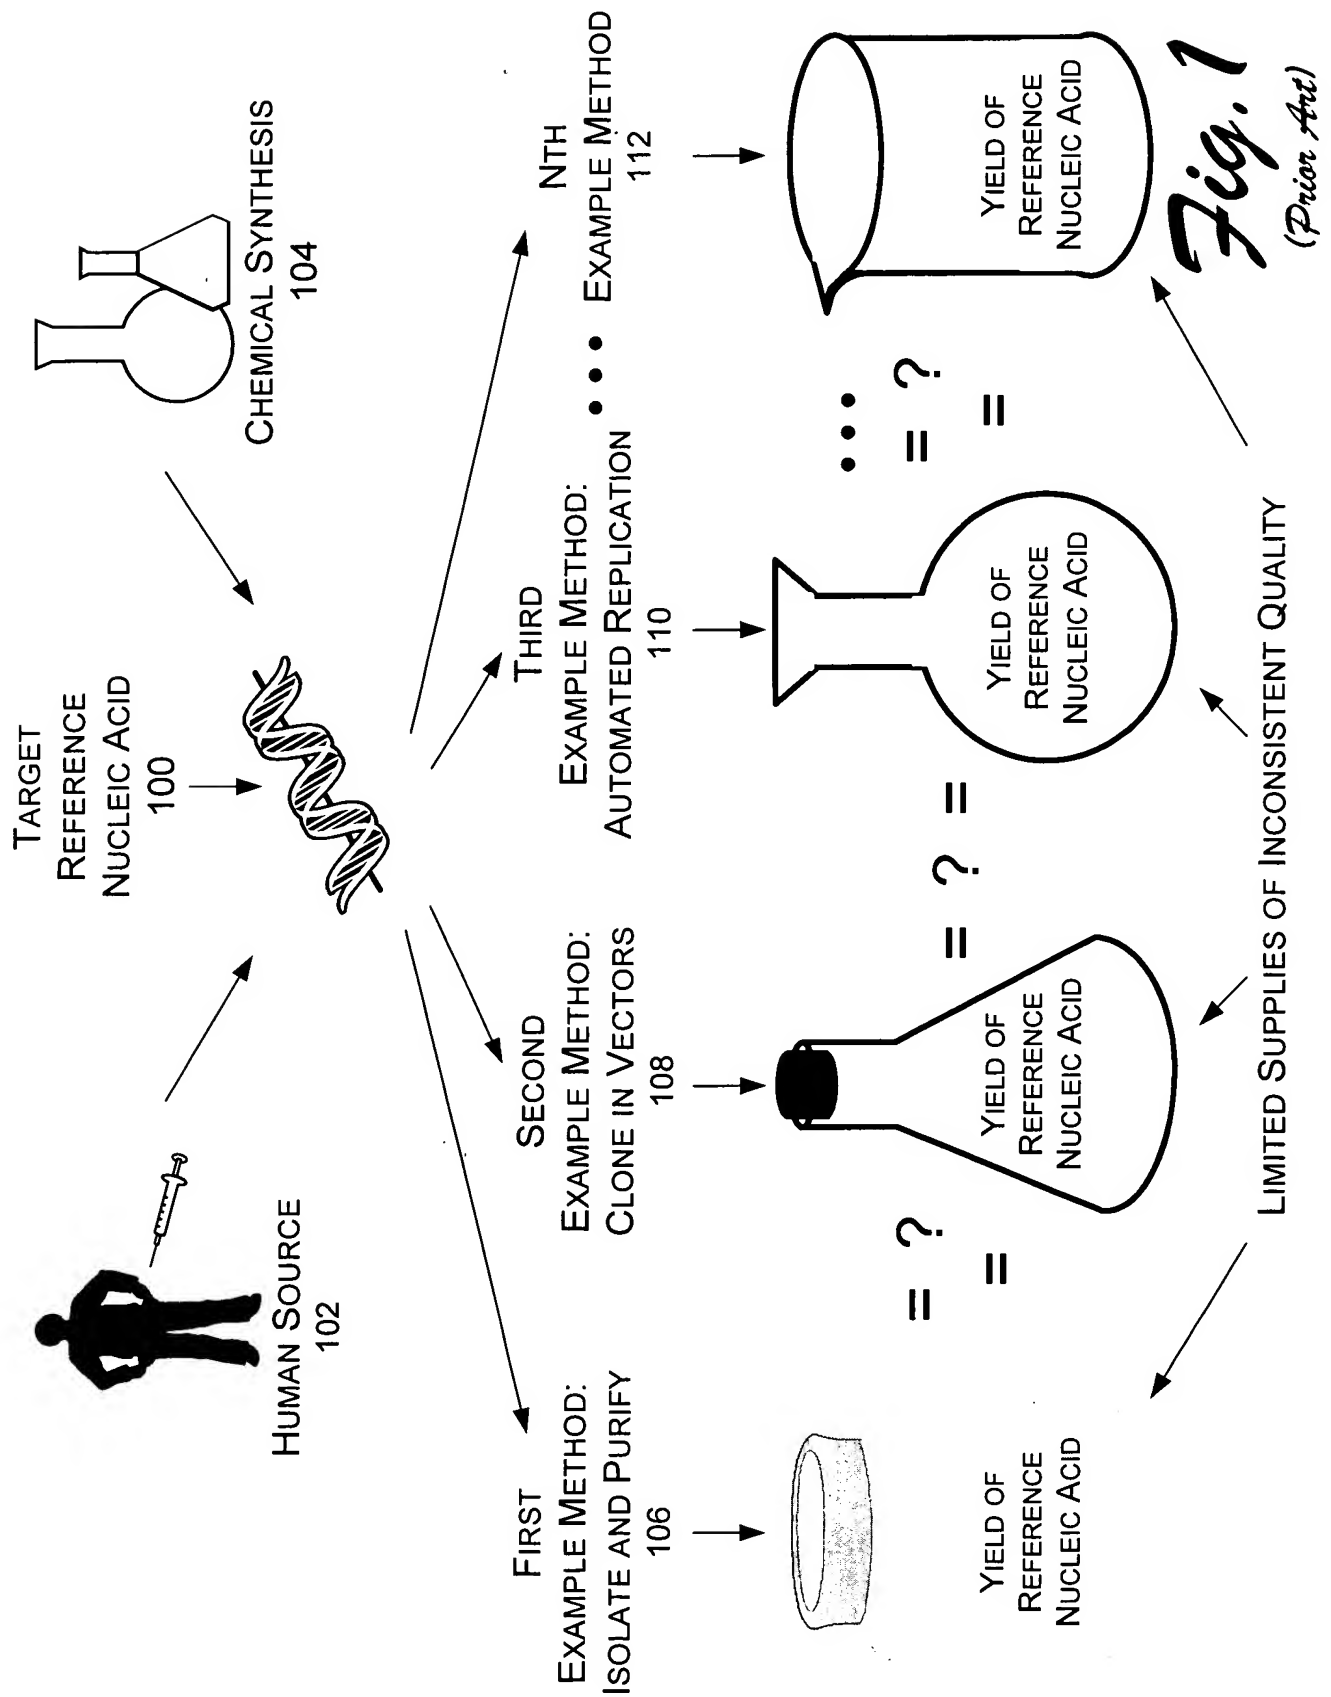 TARGET
REFERENCE
NUCLEIC ACID
100
HUMAN SOURCE
102
CHEMICAL SYNTHESIS
104
FIRST
EXAMPLE METHOD:
ISOLATE AND PURIFY
106
SECOND
EXAMPLE METHOD:
CLONE IN VECTORS
108
THIRD
EXAMPLE METHOD:
AUTOMATED REPLICATION
110
• • •
NTH
EXAMPLE METHOD
112
YIELD OF
REFERENCE
NUCLEIC ACID
= ?
=
YIELD OF
REFERENCE
NUCLEIC ACID
= ? =
YIELD OF
REFERENCE
NUCLEIC ACID
• • •
= ?
=
YIELD OF
REFERENCE
NUCLEIC ACID
LIMITED SUPPLIES OF INCONSISTENT QUALITY
Fig. 1
(Prior Art)